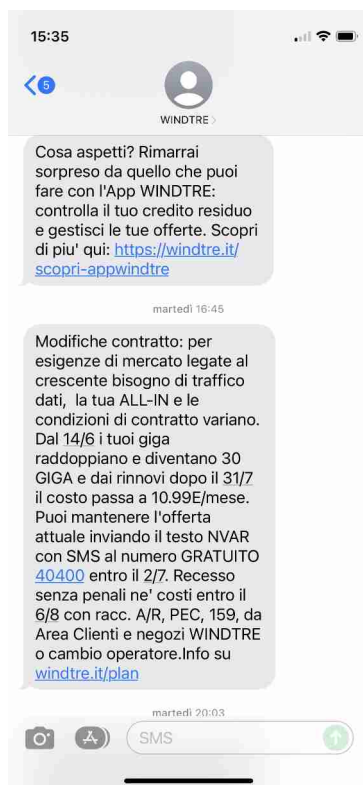 15:35
5
WINDTRE
Cosa aspetti? Rimarrai
sorpreso da quello che puoi
fare con l'App WINDTRE:
controlla il tuo credito residuo
e gestisci le tue offerte. Scopri
di piu' qui: https://windtre.it/
scopri-appwindtre
martedì 16:45
Modifiche contratto: per
esigenze di mercato legate al
crescente bisogno di traffico
dati, la tua ALL-IN e le
condizioni di contratto variano.
Dal 14/6 i tuoi giga
raddoppiano e diventano 30
GIGA e dai rinnovi dopo il 31/7
il costo passa a 10.99E/mese.
Puoi mantenere l'offerta
attuale inviando il testo NVAR
con SMS al numero GRATUITO
40400 entro il 2/7. Recesso
senza penali ne' costi entro il
6/8 con racc. A/R, PEC, 159, da
Area Clienti e negozi WINDTRE
o cambio operatore.Info su
windtre.it/plan
martedì 20:03
SMS